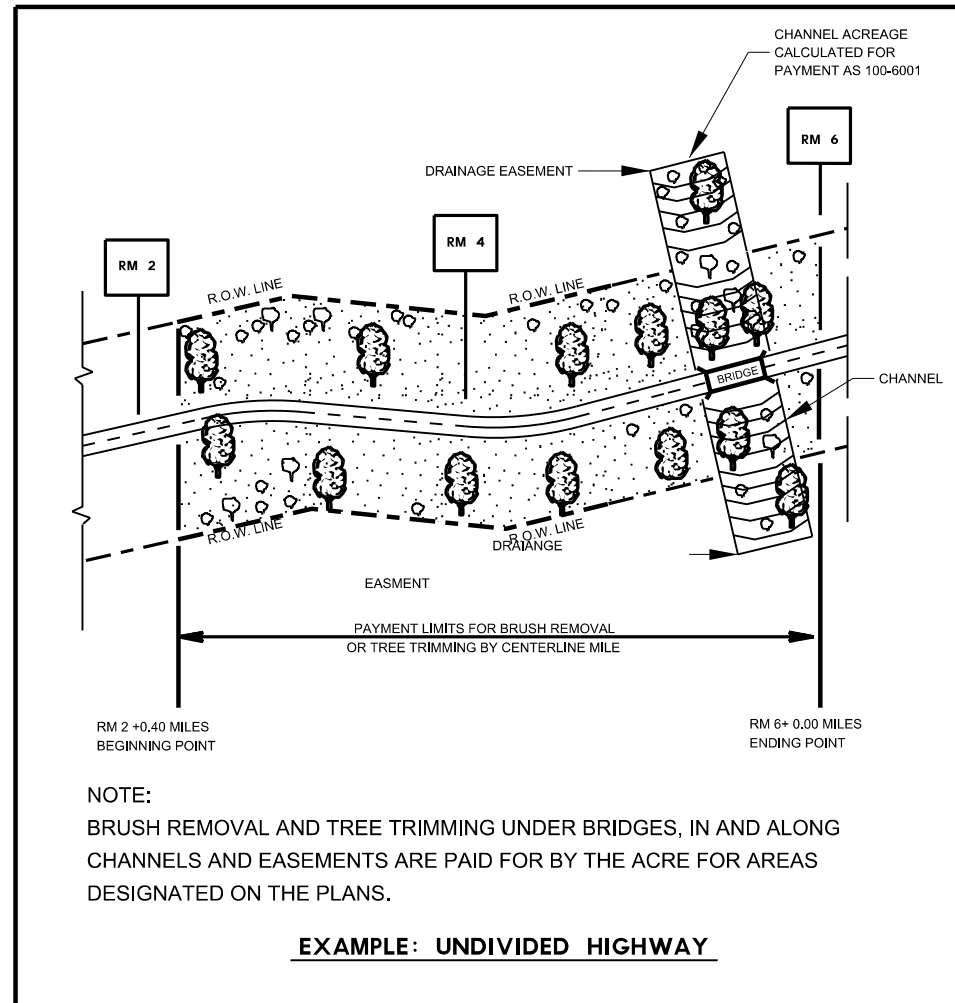 CHANNEL ACREAGE
CALCULATED FOR
PAYMENT AS 100-6001
RM 6
DRAINAGE EASEMENT
RM 4
RM 2
R.O.W. LINE
R.O.W. LINE
BRIDGE
CHANNEL
R.O.W. LINE
R.O.W. LINE
DRAIANGE
EASMENT
PAYMENT LIMITS FOR BRUSH REMOVAL
OR TREE TRIMMING BY CENTERLINE MILE
RM 2 +0.40 MILES
BEGINNING POINT
RM 6+ 0.00 MILES
ENDING POINT
NOTE:
BRUSH REMOVAL AND TREE TRIMMING UNDER BRIDGES, IN AND ALONG
CHANNELS AND EASEMENTS ARE PAID FOR BY THE ACRE FOR AREAS
DESIGNATED ON THE PLANS.
EXAMPLE: UNDIVIDED HIGHWAY